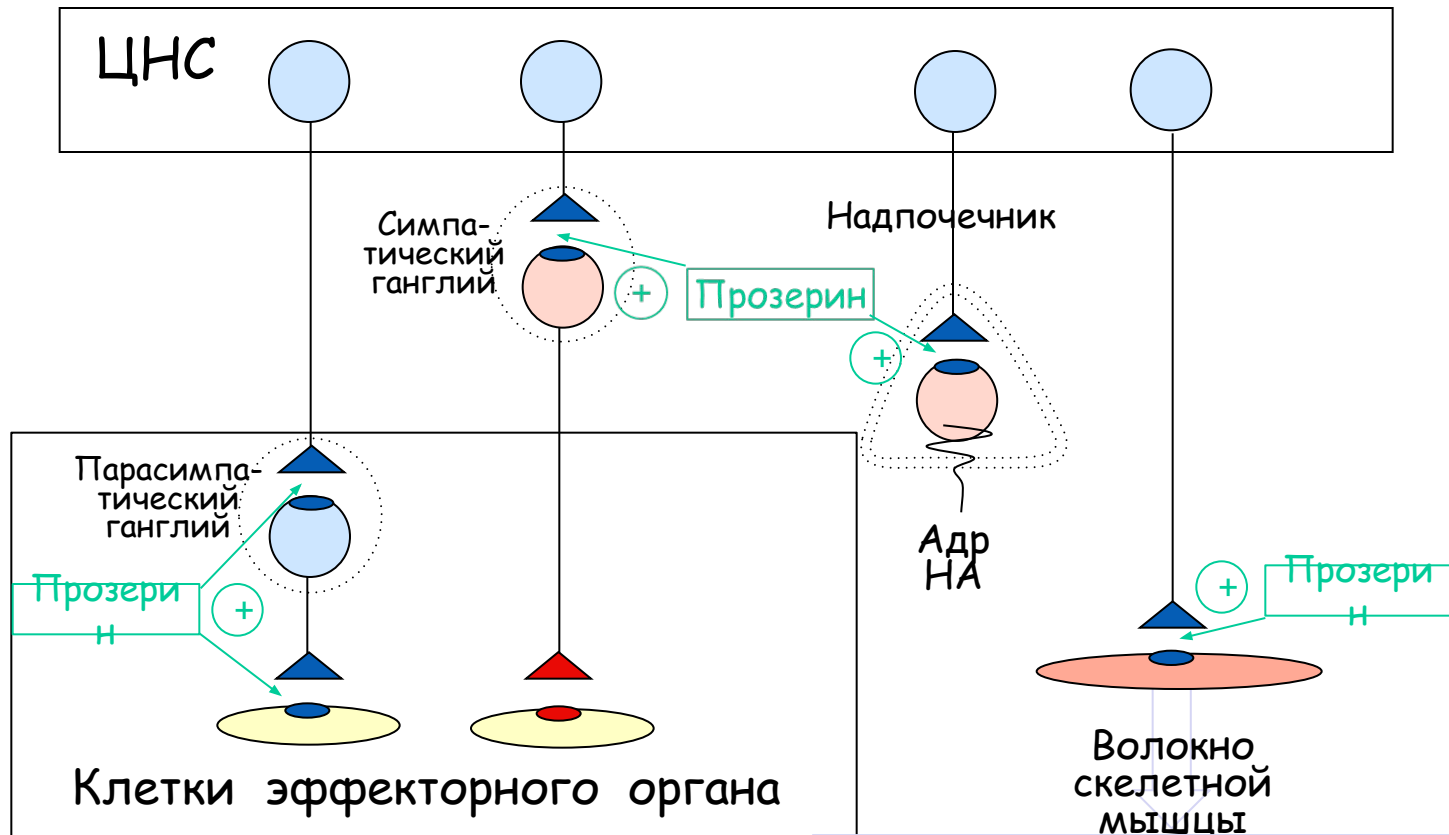 ЦНС
Симпа-
тический
ганглий
Надпочечник
+
Прозерин
+
Парасимпа-
тический
ганглий
Адр
НА
Прозери
н
+
+
Прозери
н
Волокно
скелетной
мышцы
Клетки эффекторного органа